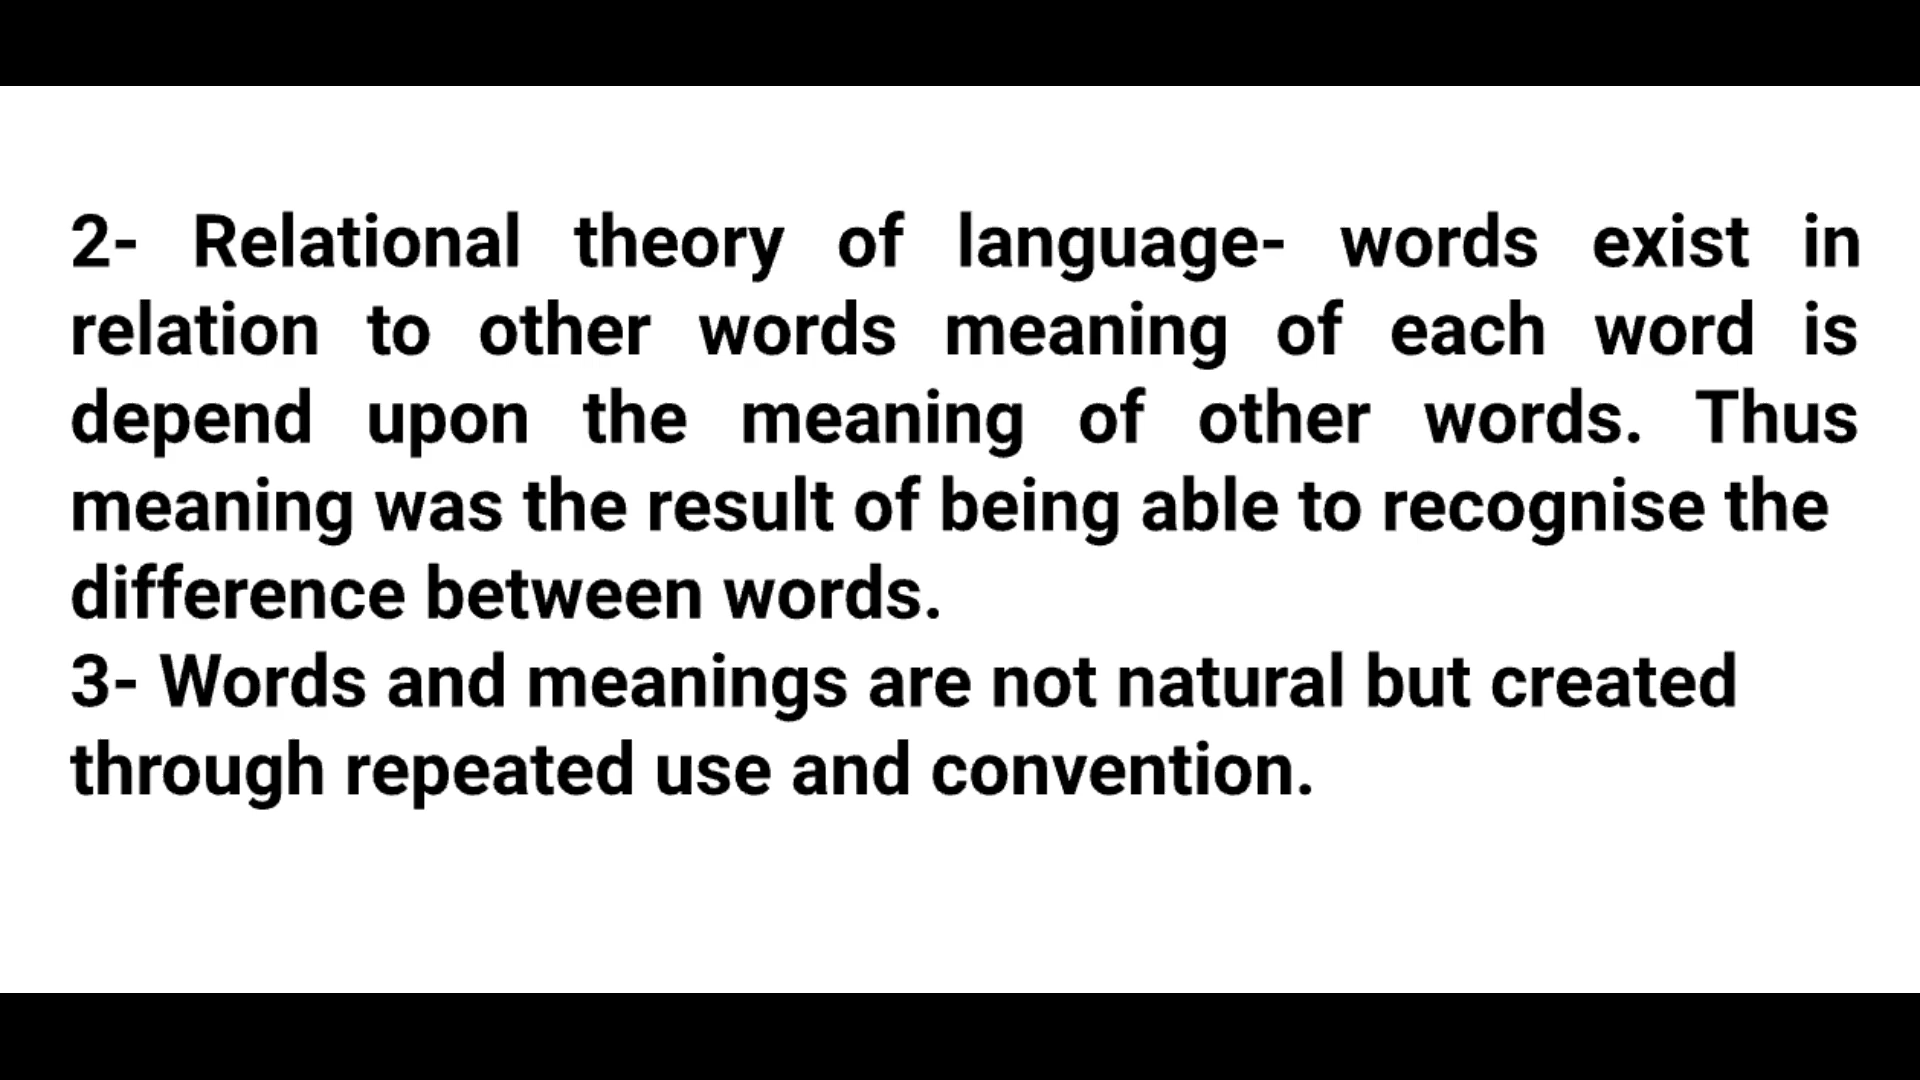 2- Relational theory of language- words exist in
relation to other words meaning of each word is
depend upon the meaning of other words. Thus
meaning was the result of being able to recognise the
difference between words.
3- Words and meanings are not natural but created
through repeated use and convention.